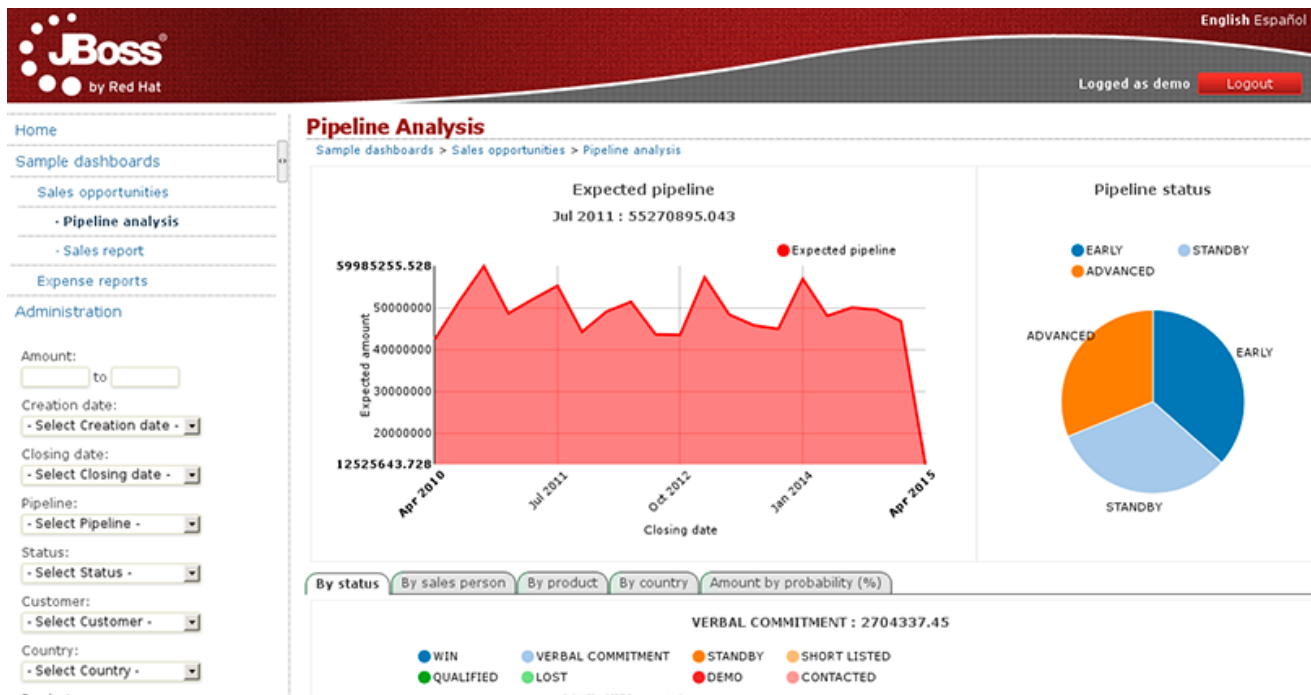 English Español
JBoss®
by Red Hat
Logged as demo Logout
Home
Sample dashboards
Sales opportunities
- Pipeline analysis
- Sales report
Expense reports
Administration
Amount:
to
Creation date:
- Select Creation date -
Closing date:
- Select Closing date -
Pipeline:
- Select Pipeline -
Status:
- Select Status -
Customer:
- Select Customer -
Country:
- Select Country -
Pipeline Analysis
Sample dashboards > Sales opportunities > Pipeline analysis
Expected pipeline
Jul 2011 : 55270895.043
Expected pipeline
59985255.528
50000000
40000000
30000000
20000000
12525643.728
Expected amount
Apr 2010
Jul 2011
Oct 2012
Jan 2014
Apr 2015
Closing date
Pipeline status
EARLY STANDBY
ADVANCED
ADVANCED
EARLY
STANDBY
By status By sales person By product By country Amount by probability (%)
VERBAL COMMITMENT : 2704337.45
WIN VERBAL COMMITMENT STANDBY SHORT LISTED
QUALIFIED LOST DEMO CONTACTED